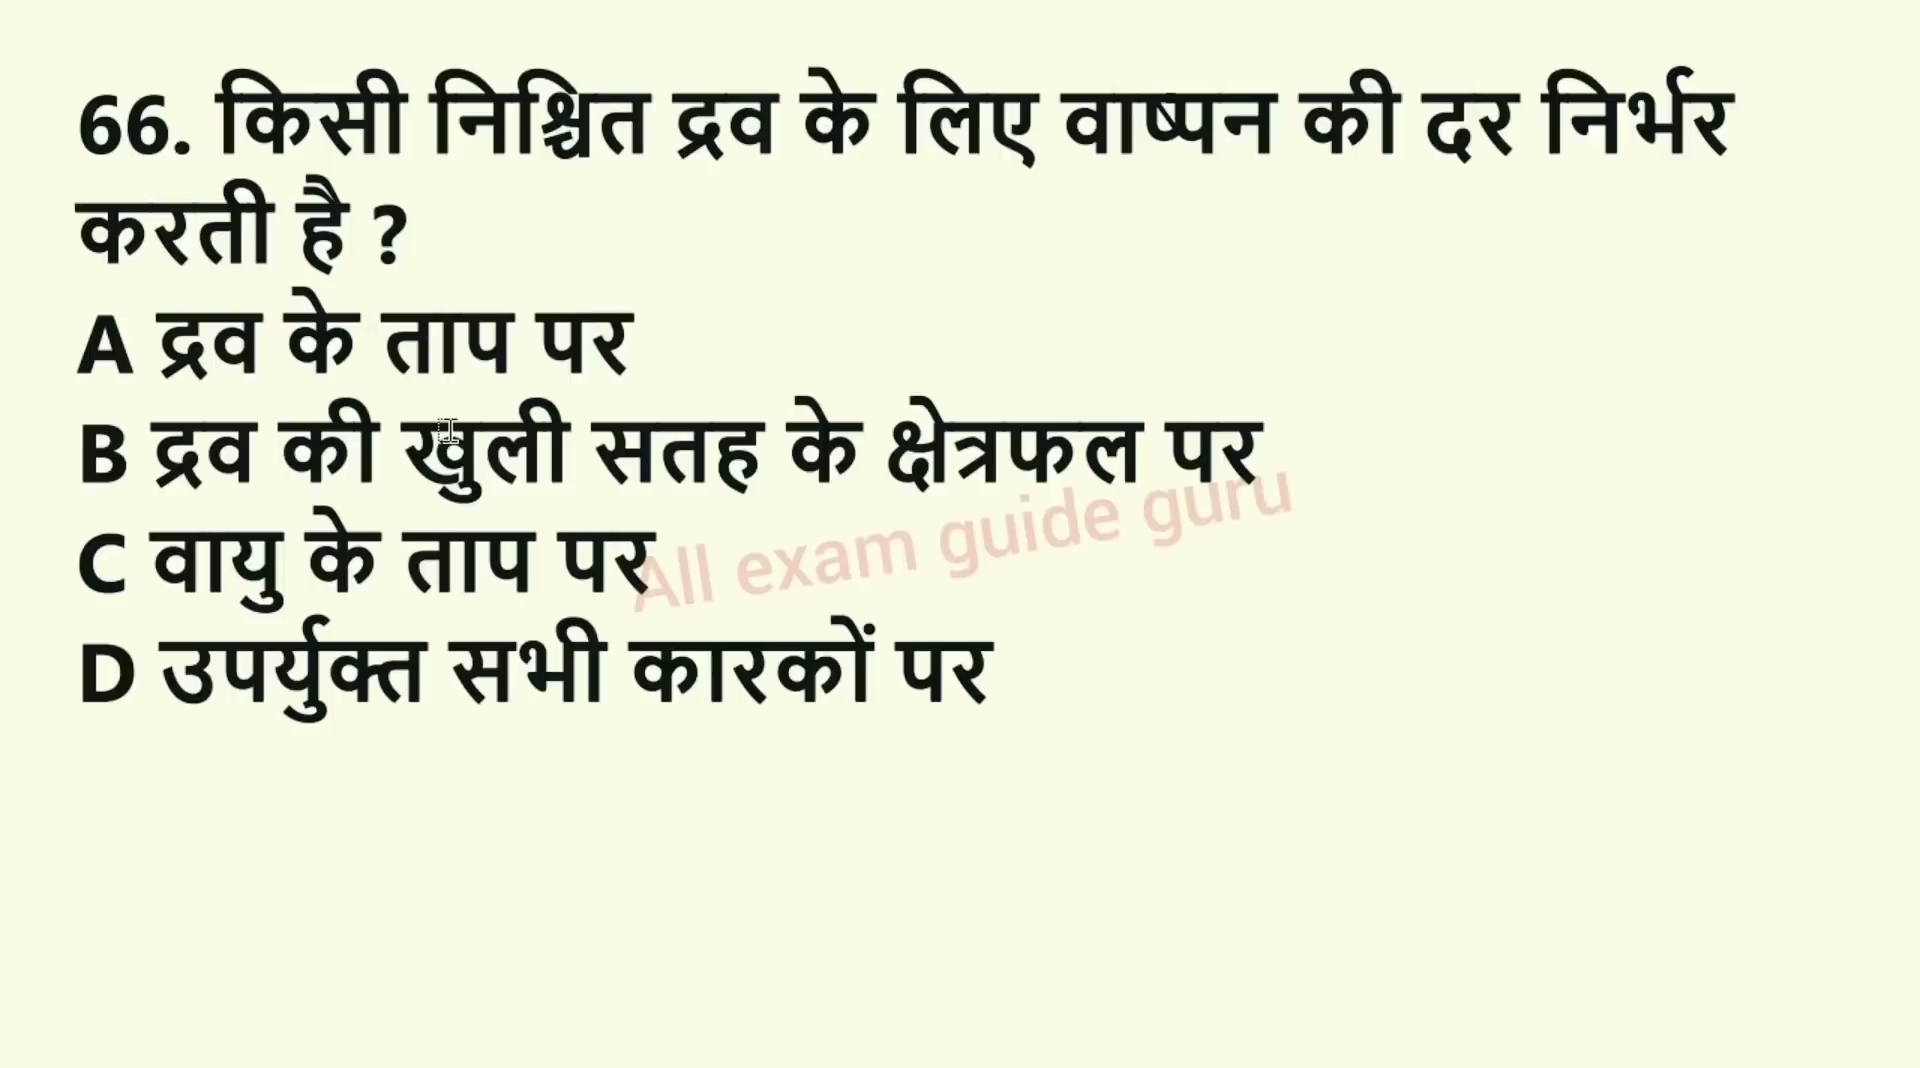 66. किसी निश्चित द्रव के लिए वाष्पन की दर निर्भर
करती है ?
A द्रव के ताप पर
B द्रव की खुली सतह के क्षेत्रफल पर
C वायु के ताप पर
All exam guide guru
D उपर्युक्त सभी कारकों पर